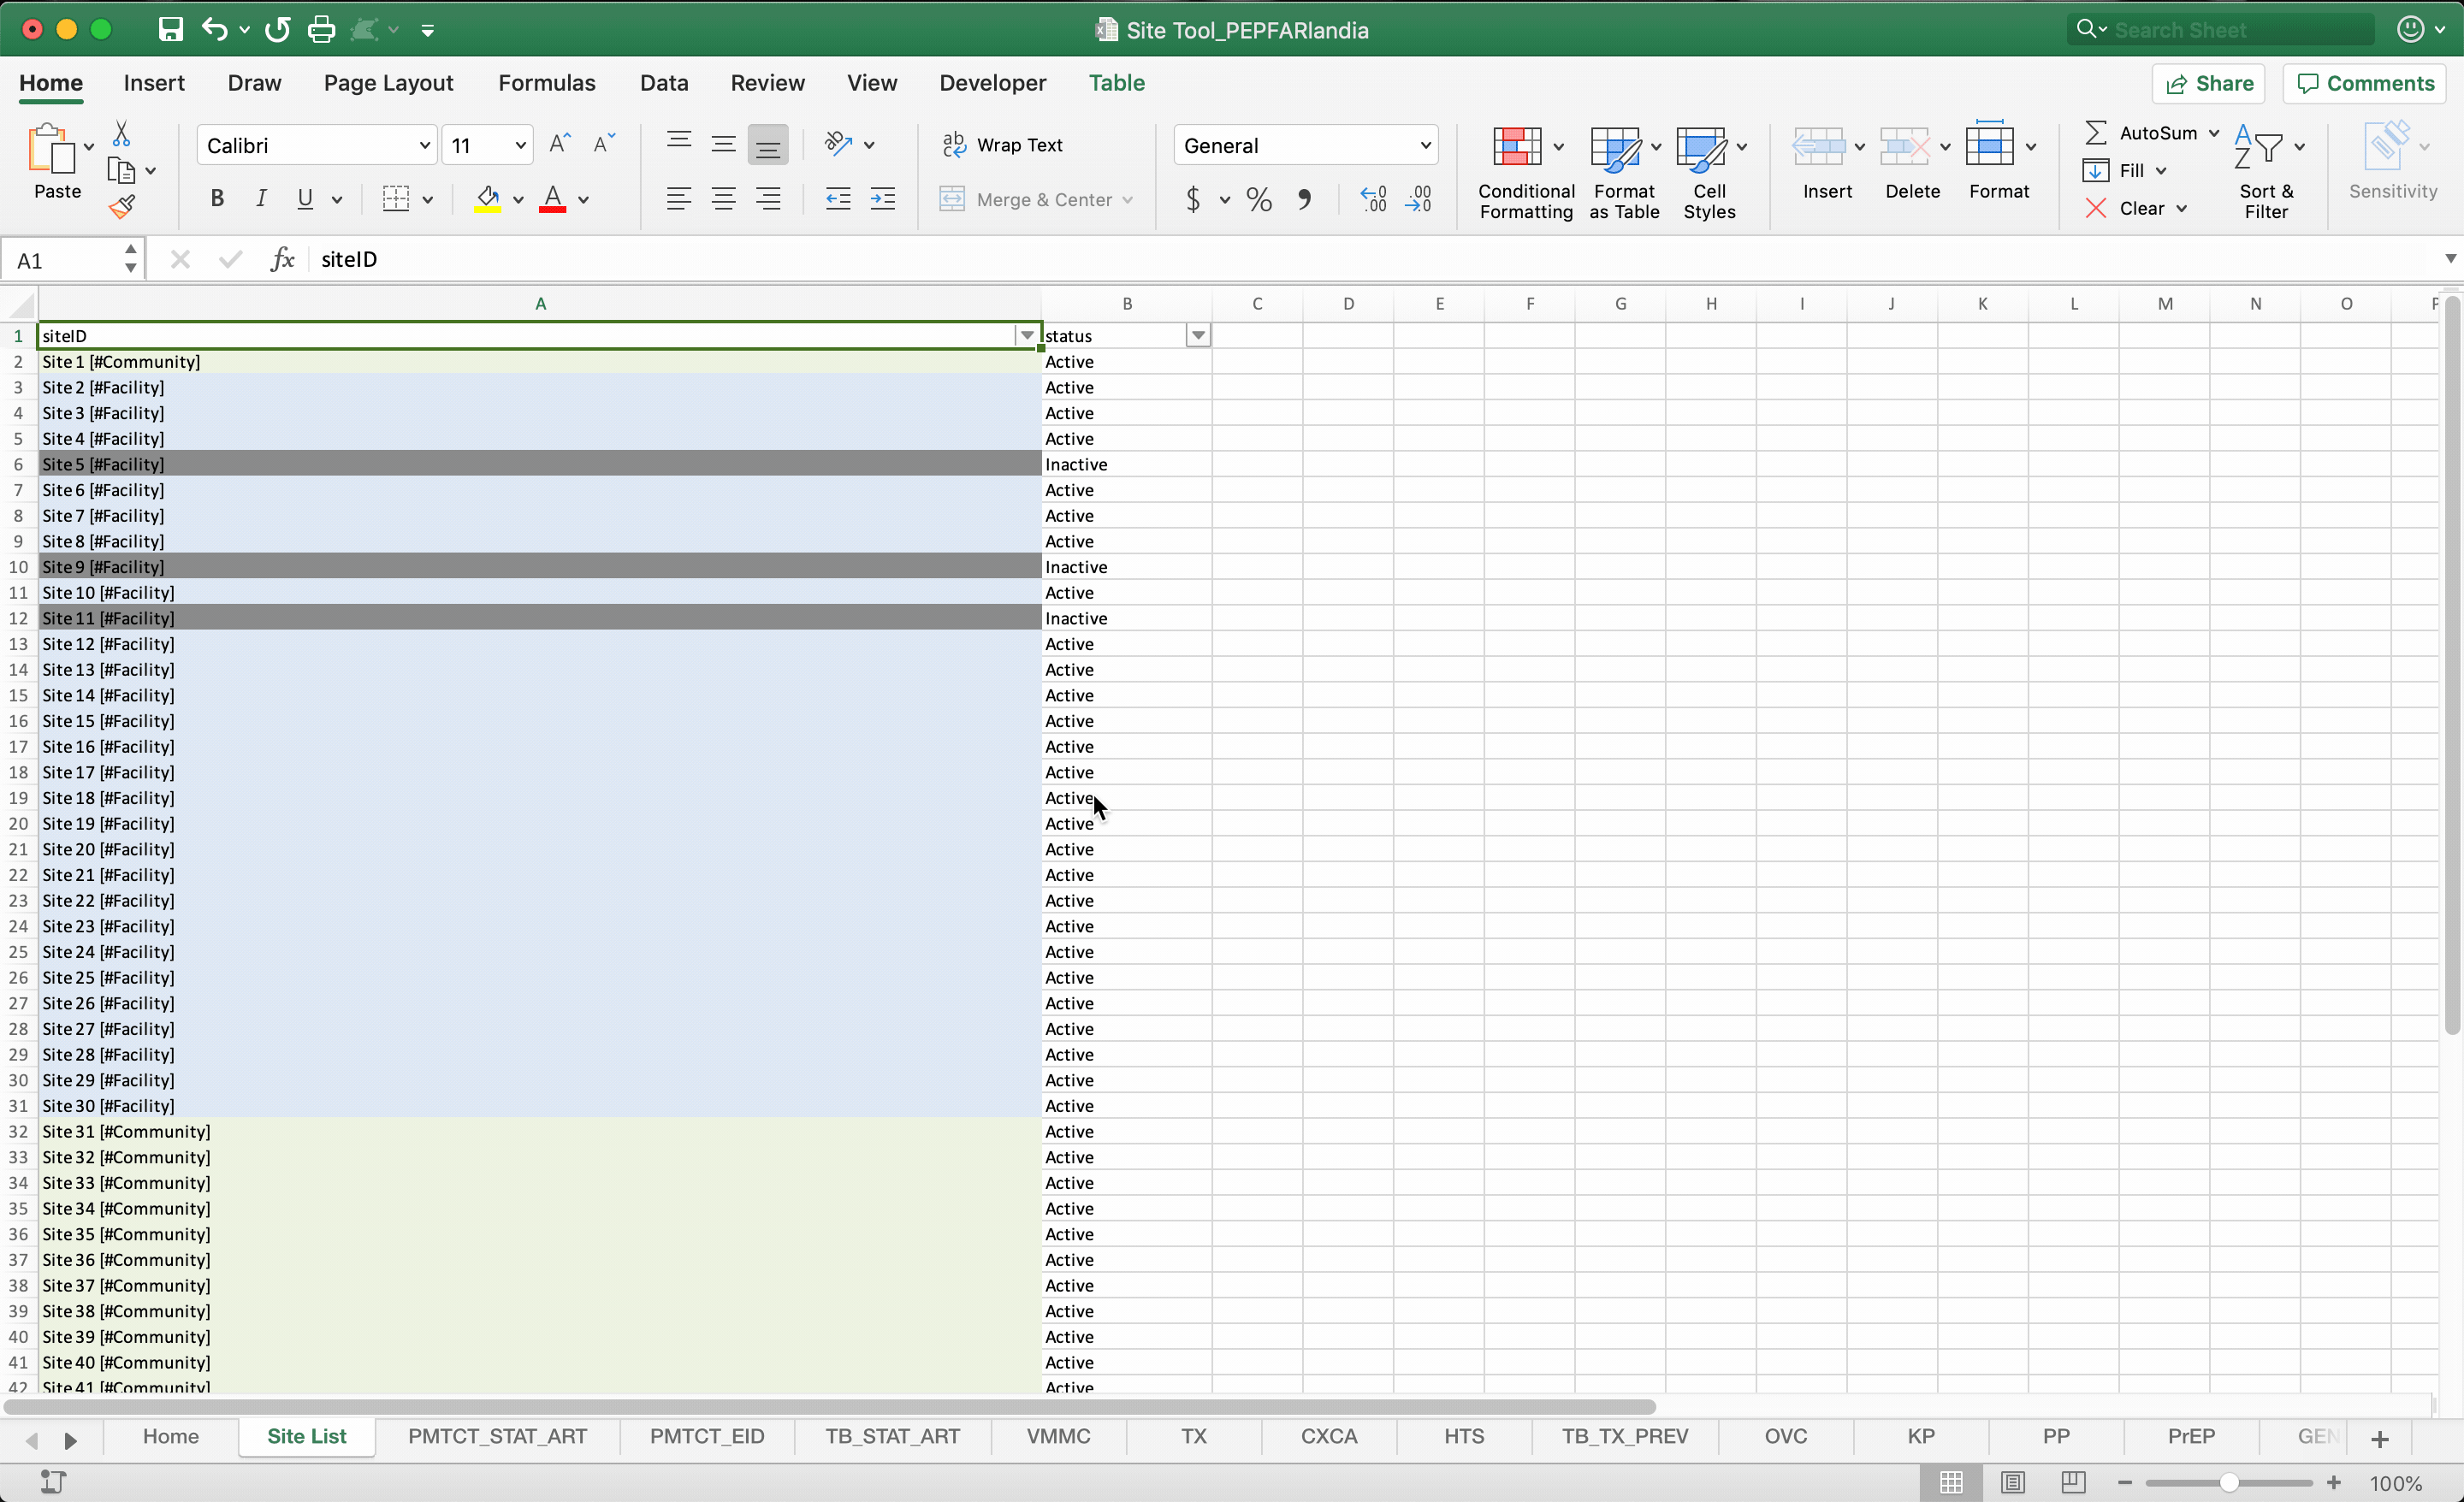 Site Tool_PEPFARlandia
Search Sheet
Home Insert Draw Page Layout Formulas Data Review View Developer Table
Share Comments
Paste
Calibri 11
Wrap Text
Merge & Center
General
Conditional Formatting
Format as Table
Cell Styles
Insert Delete Format
AutoSum
Fill
Clear
Sort & Filter
Sensitivity
A1 fx siteID
A B C D E F G H I J K L M N O P
1 siteID status
2 Site 1 [#Community] Active
3 Site 2 [#Facility] Active
4 Site 3 [#Facility] Active
5 Site 4 [#Facility] Active
6 Site 5 [#Facility] Inactive
7 Site 6 [#Facility] Active
8 Site 7 [#Facility] Active
9 Site 8 [#Facility] Active
10 Site 9 [#Facility] Inactive
11 Site 10 [#Facility] Active
12 Site 11 [#Facility] Inactive
13 Site 12 [#Facility] Active
14 Site 13 [#Facility] Active
15 Site 14 [#Facility] Active
16 Site 15 [#Facility] Active
17 Site 16 [#Facility] Active
18 Site 17 [#Facility] Active
19 Site 18 [#Facility] Active
20 Site 19 [#Facility] Active
21 Site 20 [#Facility] Active
22 Site 21 [#Facility] Active
23 Site 22 [#Facility] Active
24 Site 23 [#Facility] Active
25 Site 24 [#Facility] Active
26 Site 25 [#Facility] Active
27 Site 26 [#Facility] Active
28 Site 27 [#Facility] Active
29 Site 28 [#Facility] Active
30 Site 29 [#Facility] Active
31 Site 30 [#Facility] Active
32 Site 31 [#Community] Active
33 Site 32 [#Community] Active
34 Site 33 [#Community] Active
35 Site 34 [#Community] Active
36 Site 35 [#Community] Active
37 Site 36 [#Community] Active
38 Site 37 [#Community] Active
39 Site 38 [#Community] Active
40 Site 39 [#Community] Active
41 Site 40 [#Community] Active
42 Site 41 [#Community] Active
Home Site List PMTCT_STAT_ART PMTCT_EID TB_STAT_ART VMMC TX CXCA HTS TB_TX_PREV OVC KP PP PrEP GEN
100%